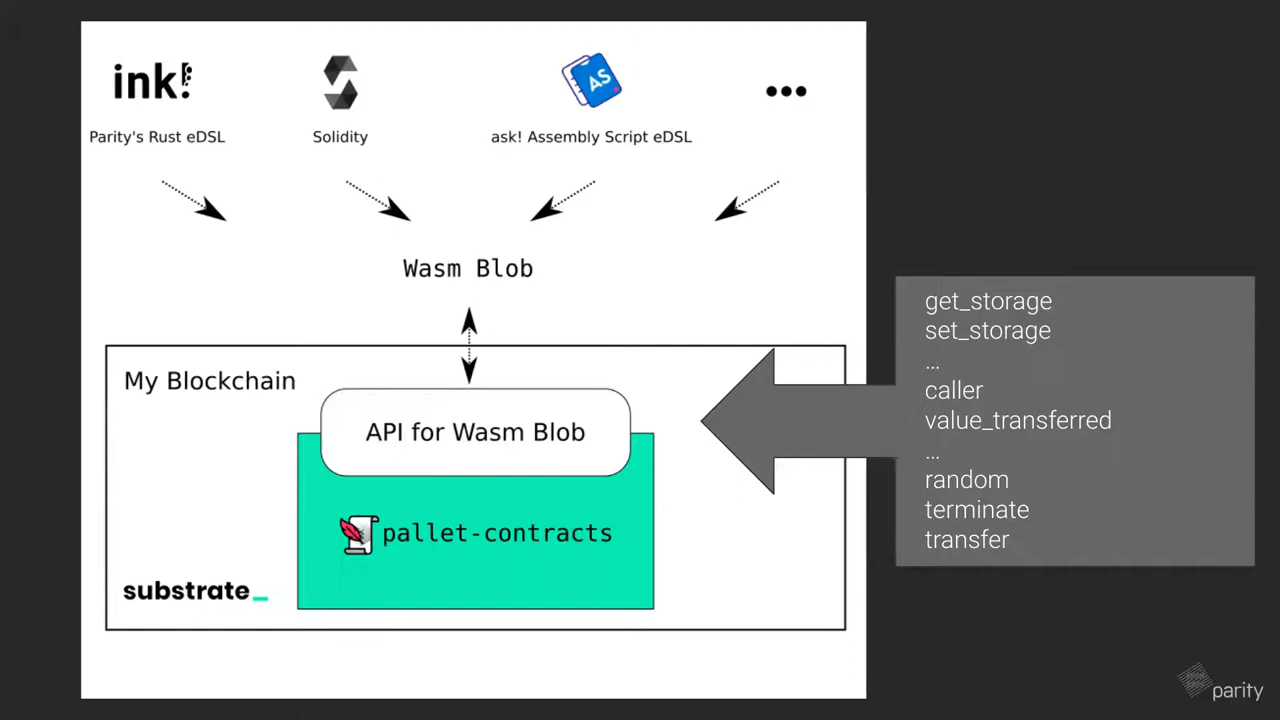 ink!
Parity's Rust eDSL
Solidity
AS
ask! Assembly Script eDSL
...
Wasm Blob
My Blockchain
API for Wasm Blob
pallet-contracts
substrate_
get_storage
set_storage
...
caller
value_transferred
...
random
terminate
transfer
parity